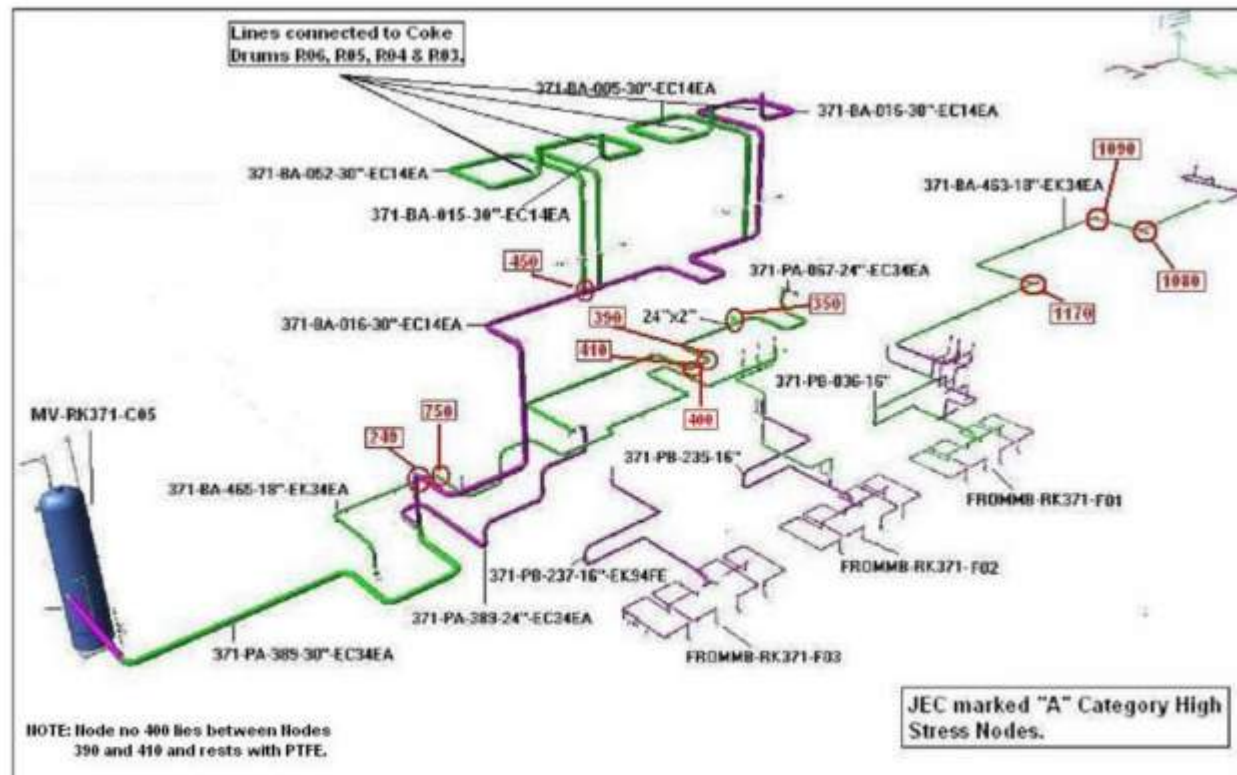 Lines connected to Coke
Drums R06, R05, R04 & R03.
371-BA-005-30"-EC14EA
371-BA-016-30"-EC14EA
371-BA-052-30"-EC14EA
371-BA-015-30"-EC14EA
1090
371-BA-463-18"-EK34EA
450
1080
371-PA-067-24"-EC34EA
390
24"x2"
350
371-BA-016-30"-EC14EA
1170
410
371-PB-036-16"
MV-RK371-C05
750
400
240
371-PB-235-16"
371-BA-465-18"-EK34EA
FROMMB-RK371-F01
371-PB-237-16"-EK94FE
FROMMB-RK371-F02
371-PA-389-24"-EC34EA
371-PA-389-30"-EC34EA
FROMMB-RK371-F03
JEC marked "A" Category High
Stress Nodes.
NOTE: Node no 400 lies between Nodes
390 and 410 and rests with PTFE.